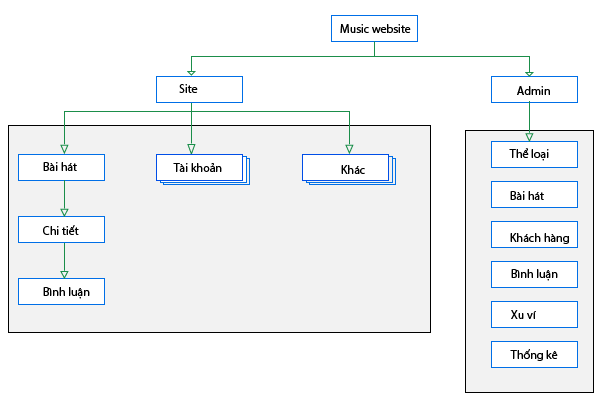 Music website
Site
Admin
Bài hát
Tài khoản
Khác
Chi tiết
Bình luận
Thể loại
Bài hát
Khách hàng
Bình luận
Xu ví
Thống kê